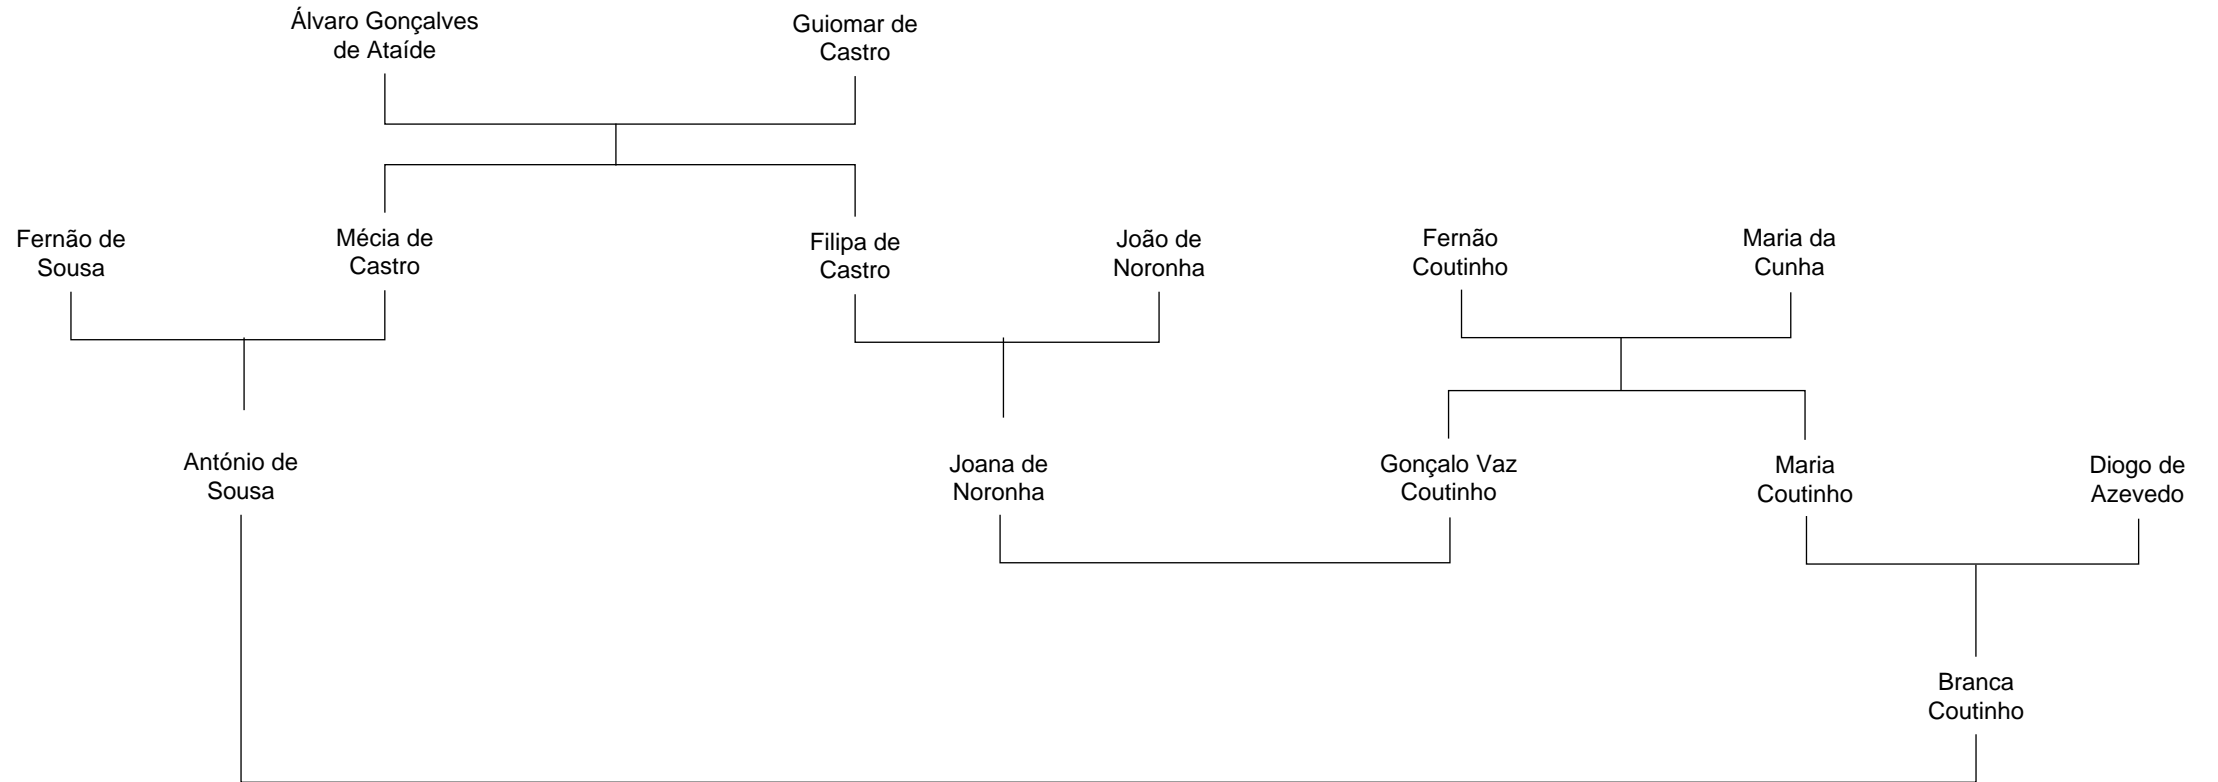 Álvaro Gonçalves
de Ataíde
Guiomar de
Castro
Fernão de
Sousa
Mécia de
Castro
Filipa de
Castro
João de
Noronha
Fernão
Coutinho
Maria da
Cunha
António de
Sousa
Joana de
Noronha
Gonçalo Vaz
Coutinho
Maria
Coutinho
Diogo de
Azevedo
Branca
Coutinho